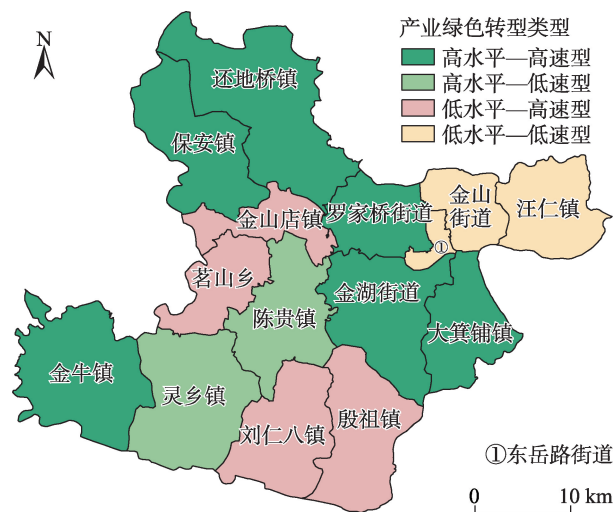 N
产业绿色转型类型
高水平—高速型
高水平—低速型
低水平—高速型
低水平—低速型
还地桥镇
保安镇
金山店镇
罗家桥街道
金山
街道
汪仁镇
①
茗山乡
金湖街道
陈贵镇
大箕铺镇
金牛镇
灵乡镇
刘仁八镇
殷祖镇
①东岳路街道
0 10 km